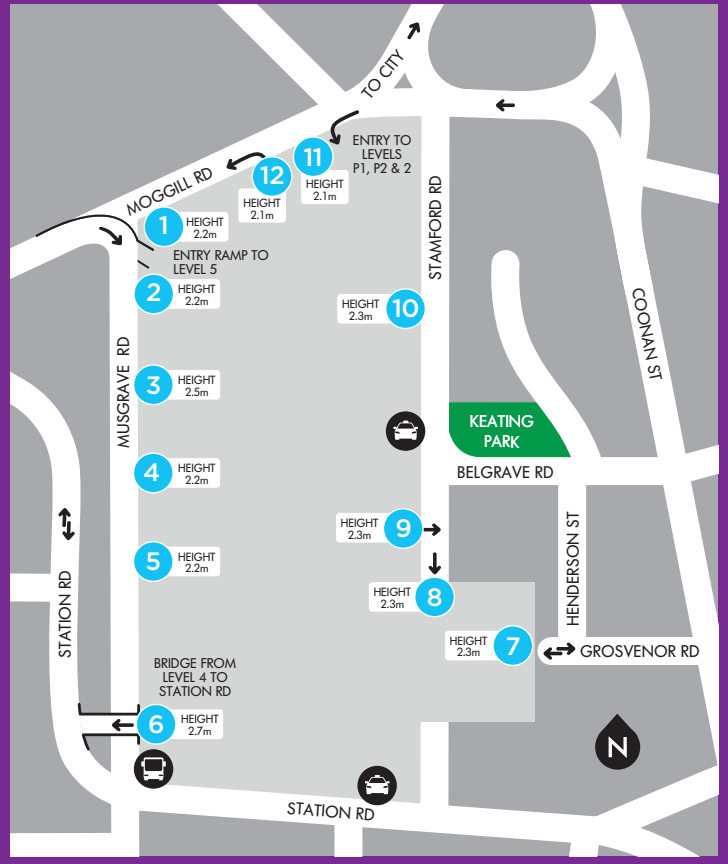 TO CITY
ENTRY TO
LEVELS
P1, P2 & 2
11
HEIGHT
2.1m
12
HEIGHT
2.1m
MOGGILL RD
1
HEIGHT
2.2m
ENTRY RAMP TO
LEVEL 5
2
HEIGHT
2.2m
STAMFORD RD
HEIGHT
2.3m
10
COONAN ST
MUSGRAVE RD
3
HEIGHT
2.5m
KEATING
PARK
4
HEIGHT
2.2m
BELGRAVE RD
HEIGHT
2.3m
9
5
HEIGHT
2.2m
HENDERSON ST
HEIGHT
2.3m
8
STATION RD
HEIGHT
2.3m
7
GROSVENOR RD
BRIDGE FROM
LEVEL 4 TO
STATION RD
6
HEIGHT
2.7m
N
STATION RD